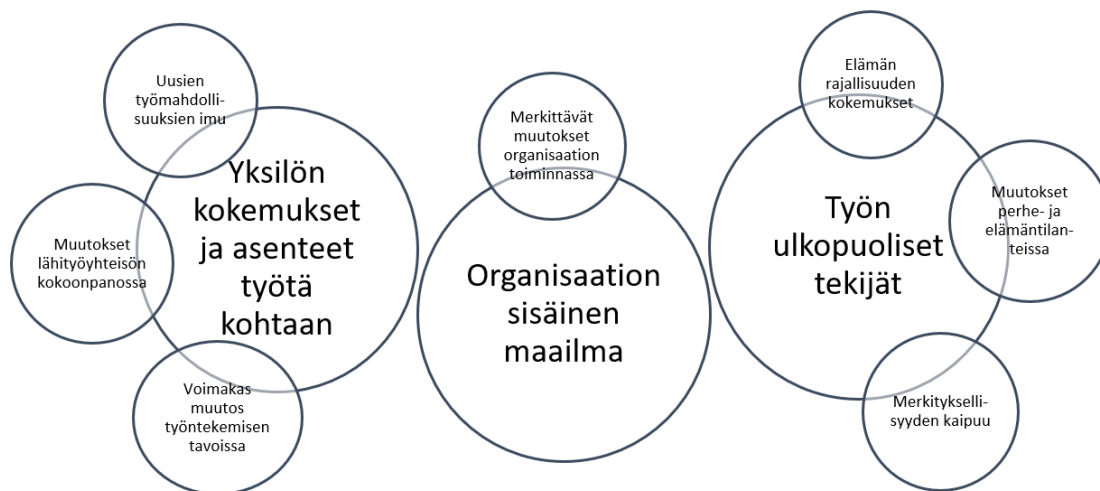 Uusien
työmahdolli-
suuksien imu
Yksilön
kokemukset
ja asenteet
työtä
kohtaan
Muutokset
lähityöyhteisön
kokoonpanossa
Voimakas
muutos
työntekemisen
tavoissa
Merkittävät
muutokset
organisaation
toiminnassa
Organisaation
sisäinen
maailma
Elämän
rajallisuuden
kokemukset
Työn
ulkopuoliset
tekijät
Muutokset
perhe- ja
elämäntilan-
teissa
Merkitykselli-
syyden kaipuu